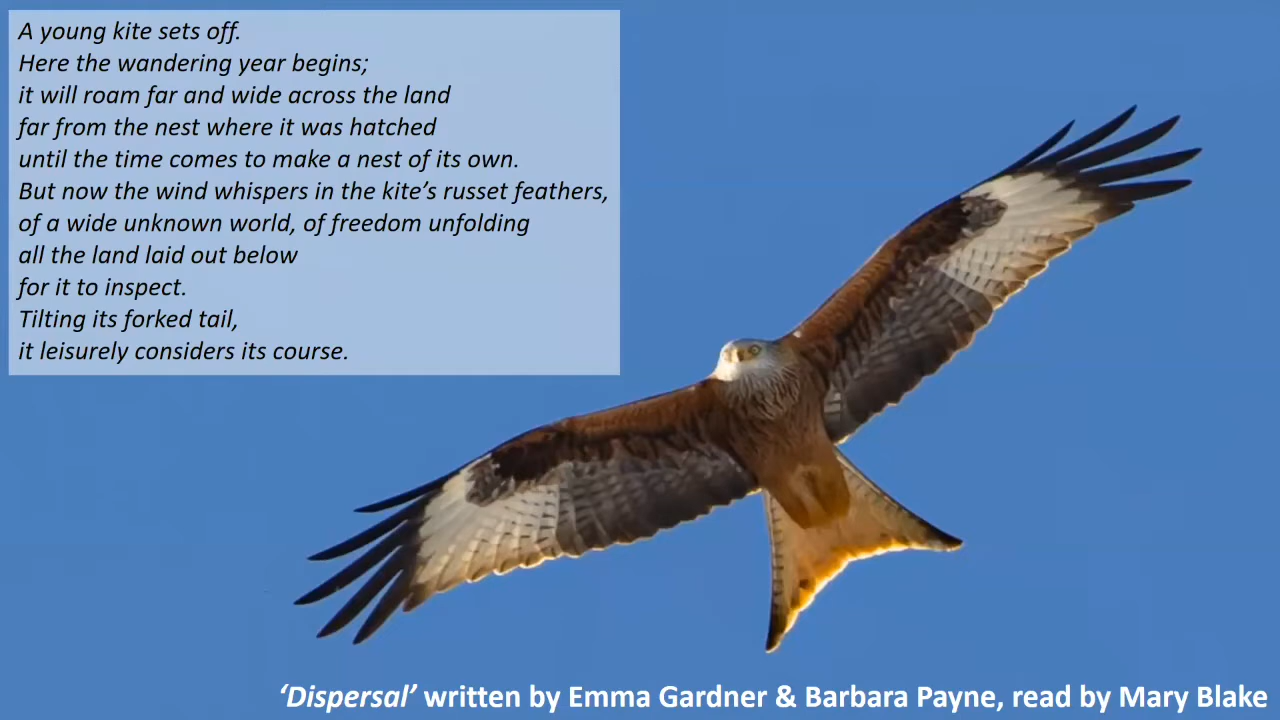 A young kite sets off.
Here the wandering year begins;
it will roam far and wide across the land
far from the nest where it was hatched
until the time comes to make a nest of its own.
But now the wind whispers in the kite’s russet feathers,
of a wide unknown world, of freedom unfolding
all the land laid out below
for it to inspect.
Tilting its forked tail,
it leisurely considers its course.
‘Dispersal’ written by Emma Gardner & Barbara Payne, read by Mary Blake